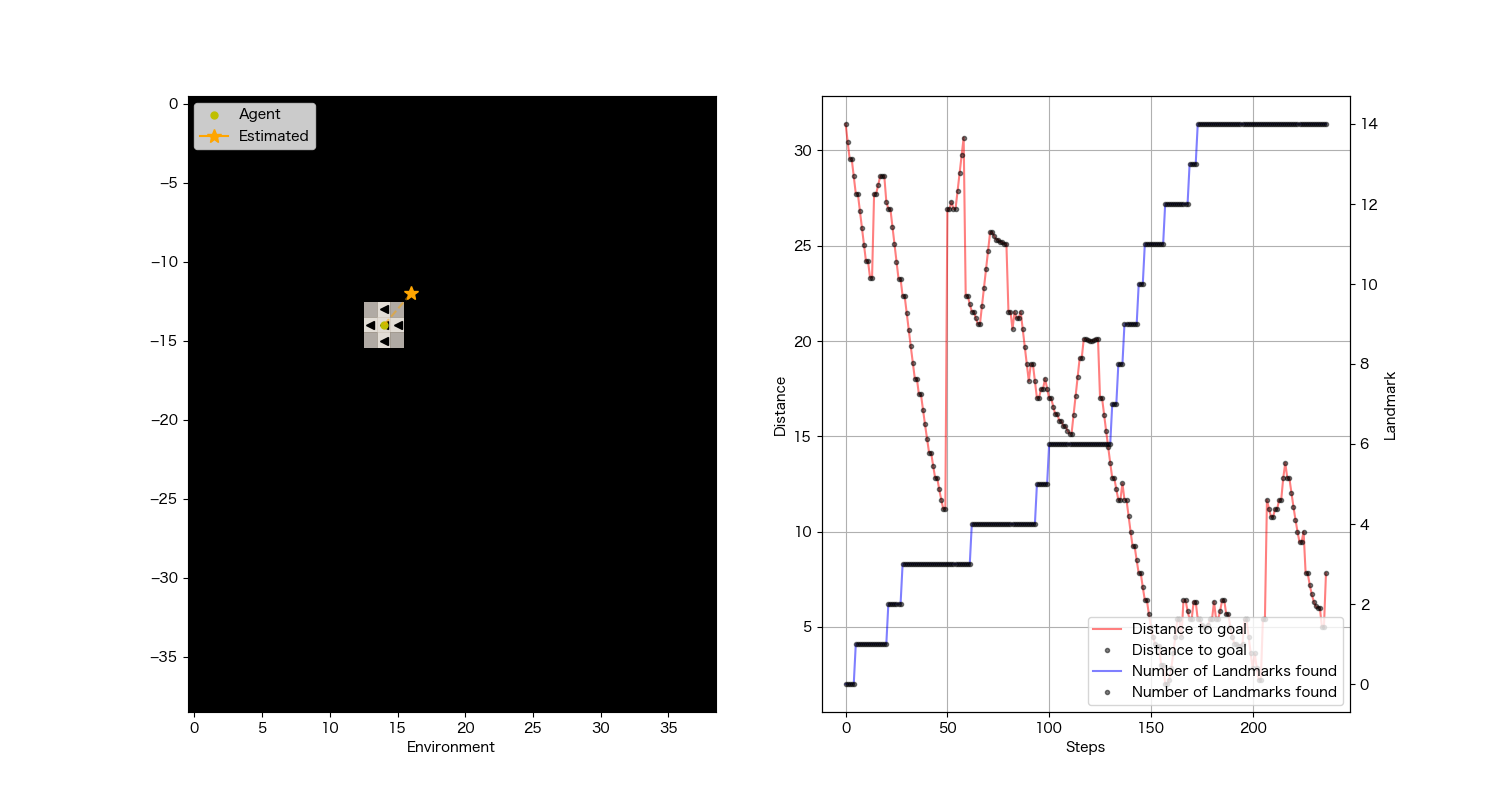 Agent
Estimated
0
−5
−10
−15
−20
−25
−30
−35
0 5 10 15 20 25 30 35
Environment
30
25
20
15
10
5
Distance
Distance to goal
Distance to goal
Number of Landmarks found
Number of Landmarks found
0 50 100 150 200
Steps
14
12
10
8
6
4
2
0
Landmark